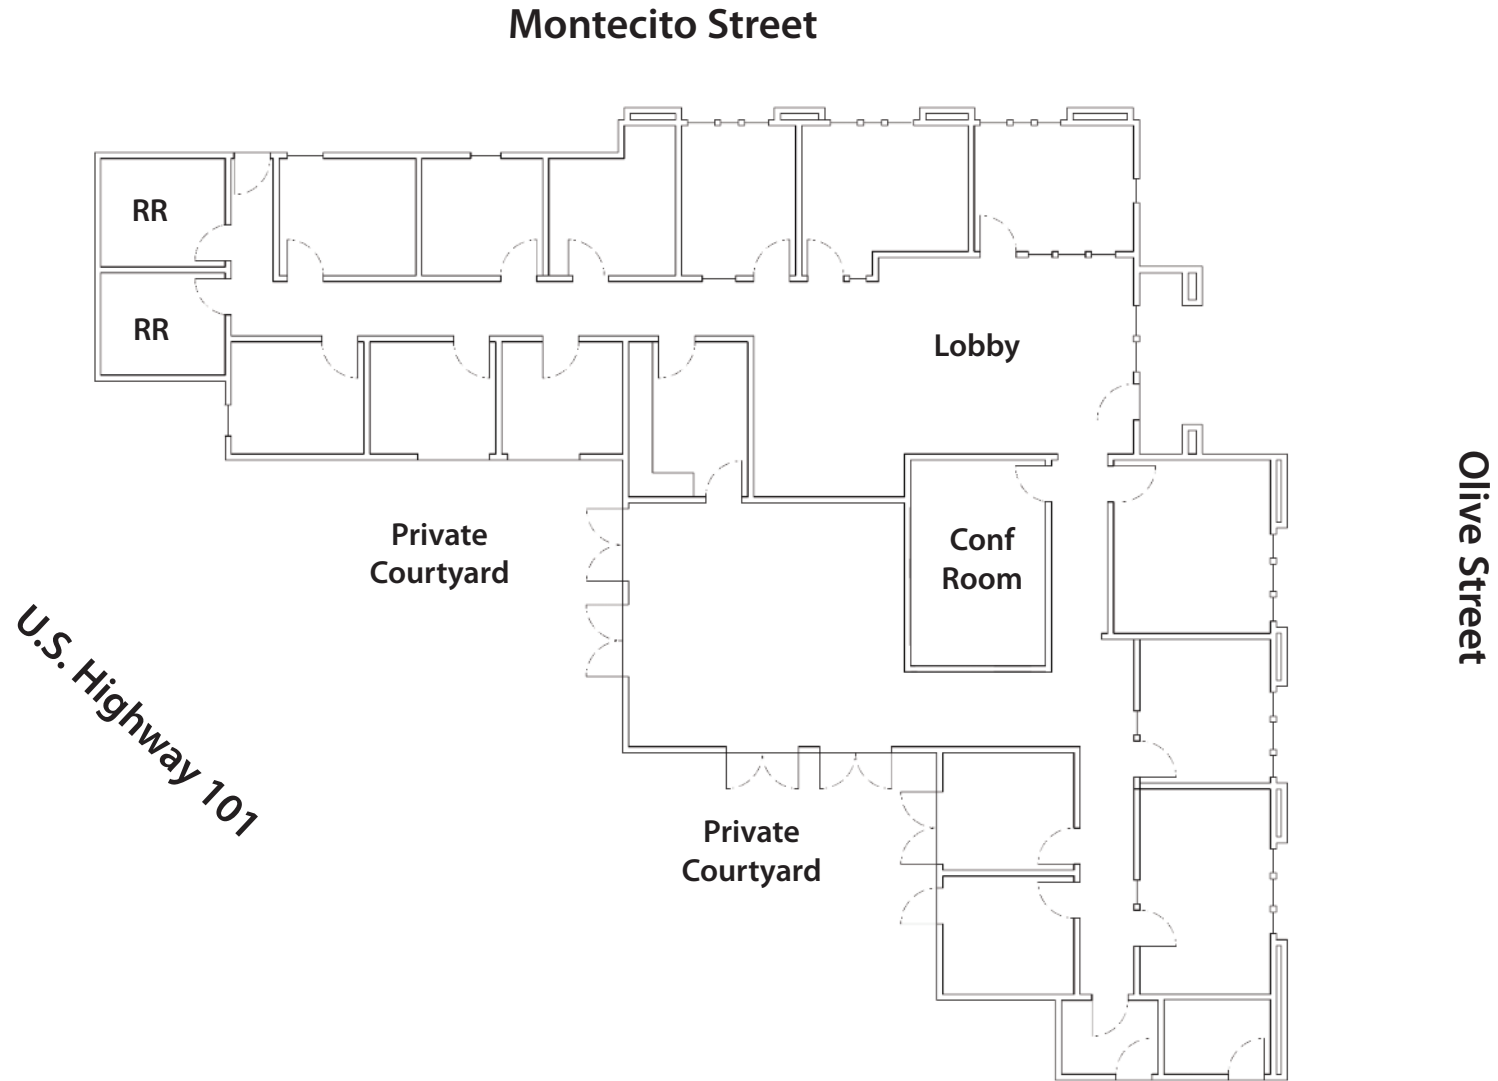 Montecito Street
RR
RR
Lobby
Conf
Room
Private
Courtyard
Private
Courtyard
U.S. Highway 101
Olive Street